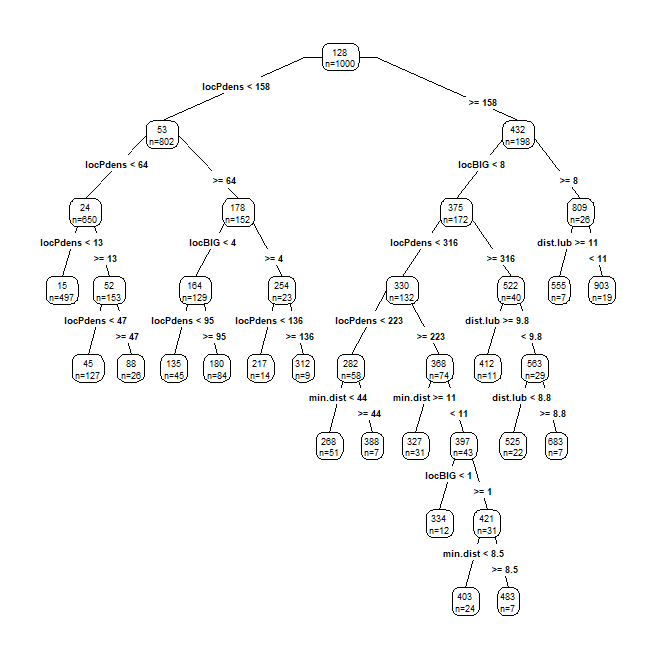 128
n=1000
locPdens < 158
>= 158
53
n=802
432
n=198
locPdens < 64
>= 64
locBIG < 8
>= 8
24
n=650
178
n=152
375
n=172
809
n=26
locPdens < 13
>= 13
locBIG < 4
>= 4
locPdens < 316
>= 316
dist.lub >= 11
< 11
15
n=497
52
n=153
164
n=129
254
n=23
330
n=132
522
n=40
555
n=7
903
n=19
locPdens < 47
>= 47
locPdens < 95
>= 95
locPdens < 136
>= 136
locPdens < 223
>= 223
dist.lub >= 9.8
< 9.8
45
n=127
88
n=26
135
n=45
180
n=84
217
n=14
312
n=9
282
n=58
368
n=74
412
n=11
563
n=29
min.dist < 44
>= 44
min.dist >= 11
< 11
dist.lub < 8.8
>= 8.8
268
n=51
388
n=7
327
n=31
397
n=43
525
n=22
683
n=7
locBIG < 1
>= 1
334
n=12
421
n=31
min.dist < 8.5
>= 8.5
403
n=24
483
n=7